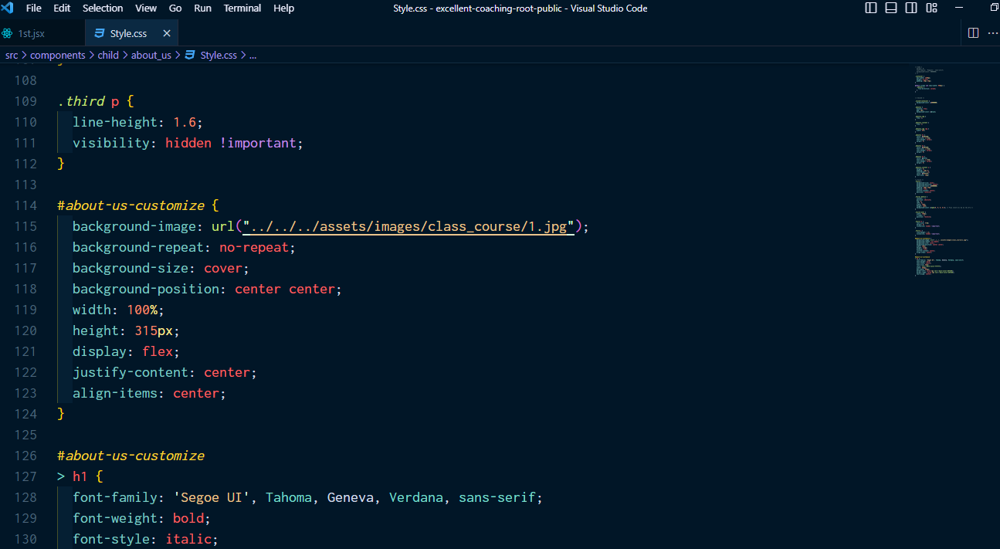 File Edit Selection View Go Run Terminal Help Style.css - excellent-coaching-root-public - Visual Studio Code
1st.jsx Style.css
src > components > child > about_us > Style.css > ...
108
109 .third p {
110 line-height: 1.6;
111 visibility: hidden !important;
112 }
113
114 #about-us-customize {
115 background-image: url("../../../assets/images/class_course/1.jpg");
116 background-repeat: no-repeat;
117 background-size: cover;
118 background-position: center center;
119 width: 100%;
120 height: 315px;
121 display: flex;
122 justify-content: center;
123 align-items: center;
124 }
125
126 #about-us-customize
127 > h1 {
128 font-family: 'Segoe UI', Tahoma, Geneva, Verdana, sans-serif;
129 font-weight: bold;
130 font-style: italic;